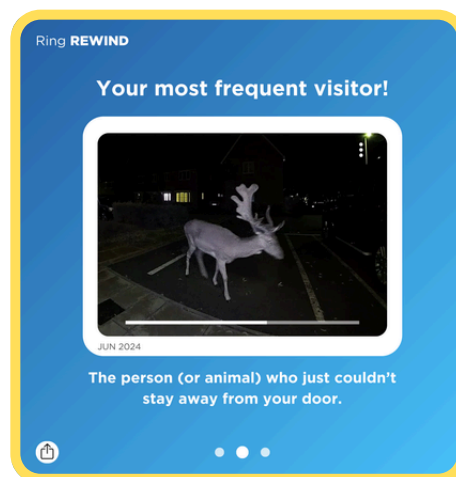 Ring REWIND
Your most frequent visitor!
JUN 2024
The person (or animal) who just couldn't
stay away from your door.